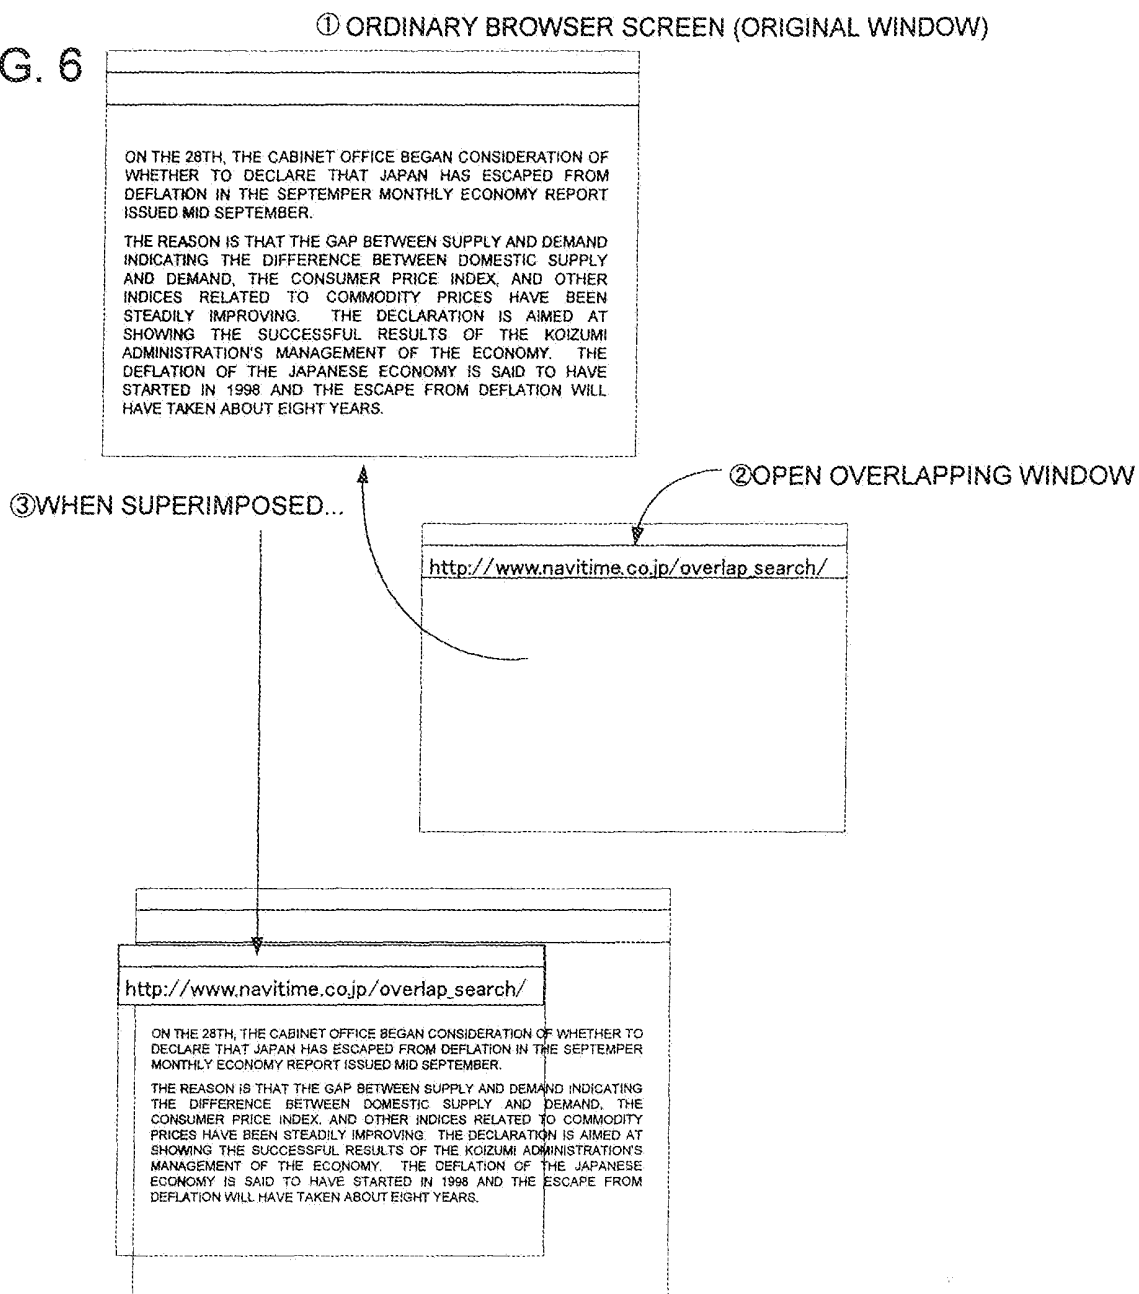 ① ORDINARY BROWSER SCREEN (ORIGINAL WINDOW)
G. 6
ON THE 28TH, THE CABINET OFFICE BEGAN CONSIDERATION OF
WHETHER TO DECLARE THAT JAPAN HAS ESCAPED FROM
DEFLATION IN THE SEPTEMPER MONTHLY ECONOMY REPORT
ISSUED MID SEPTEMBER.
THE REASON IS THAT THE GAP BETWEEN SUPPLY AND DEMAND
INDICATING THE DIFFERENCE BETWEEN DOMESTIC SUPPLY
AND DEMAND, THE CONSUMER PRICE INDEX, AND OTHER
INDICES RELATED TO COMMODITY PRICES HAVE BEEN
STEADILY IMPROVING. THE DECLARATION IS AIMED AT
SHOWING THE SUCCESSFUL RESULTS OF THE KOIZUMI
ADMINISTRATION'S MANAGEMENT OF THE ECONOMY. THE
DEFLATION OF THE JAPANESE ECONOMY IS SAID TO HAVE
STARTED IN 1998 AND THE ESCAPE FROM DEFLATION WILL
HAVE TAKEN ABOUT EIGHT YEARS.
②OPEN OVERLAPPING WINDOW
③WHEN SUPERIMPOSED...
http://www.navitime.co.jp/overlap_search/
http://www.navitime.co.jp/overlap_search/
ON THE 28TH, THE CABINET OFFICE BEGAN CONSIDERATION OF WHETHER TO
DECLARE THAT JAPAN HAS ESCAPED FROM DEFLATION IN THE SEPTEMPER
MONTHLY ECONOMY REPORT ISSUED MID SEPTEMBER.
THE REASON IS THAT THE GAP BETWEEN SUPPLY AND DEMAND INDICATING
THE DIFFERENCE BETWEEN DOMESTIC SUPPLY AND DEMAND, THE
CONSUMER PRICE INDEX, AND OTHER INDICES RELATED TO COMMODITY
PRICES HAVE BEEN STEADILY IMPROVING. THE DECLARATION IS AIMED AT
SHOWING THE SUCCESSFUL RESULTS OF THE KOIZUMI ADMINISTRATION'S
MANAGEMENT OF THE ECONOMY. THE DEFLATION OF THE JAPANESE
ECONOMY IS SAID TO HAVE STARTED IN 1998 AND THE ESCAPE FROM
DEFLATION WILL HAVE TAKEN ABOUT EIGHT YEARS.